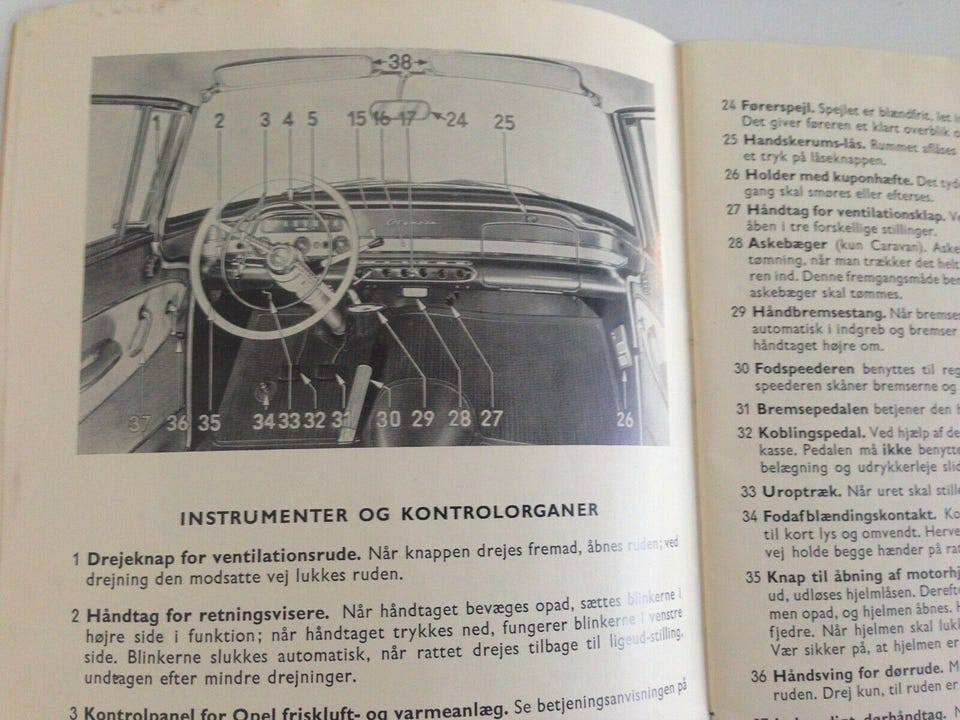 38
1 2 3 4 5 15 16 17 24 25
37 36 35 34 33 32 31 30 29 28 27 26
INSTRUMENTER OG KONTROLORGANER
1 Drejeknap for ventilationsrude. Når knappen drejes fremad, åbnes ruden; ved
drejning den modsatte vej lukkes ruden.
2 Håndtag for retningsvisere. Når håndtaget bevæges opad, sættes blinkerne i
højre side i funktion; når håndtaget trykkes ned, fungerer blinkerne i venstre
side. Blinkerne slukkes automatisk, når rattet drejes tilbage til ligeud-stilling,
undtagen efter mindre drejninger.
3 Kontrolpanel for Opel friskluft- og varmeanlæg. Se betjeningsanvisningen på
24 Førerspejl. Spejlet er blændfrit, let
Det giver føreren et klart overblik
25 Handskerums-lås. Rummet aflåses
et tryk på låseknappen.
26 Holder med kuponhæfte. Det
gang skal smøres eller efterses.
27 Håndtag for ventilationsklap.
åben i tre forskellige stillinger.
28 Askebæger (kun Caravan).
tømning, når man trækker det helt
ren ind. Denne fremgangsmåde
askebæger skal tømmes.
29 Håndbremsestang. Når
automatisk i indgreb og bremser
håndtaget højre om.
30 Fodspeederen benyttes til
speederen skåner bremserne og
31 Bremsepedalen betjener den
32 Koblingspedal. Ved hjælp af
kasse. Pedalen må ikke
belægning og udrykkerleje
33 Uroptræk. Når uret skal
34 Fodafblændingskontakt.
til kort lys og omvendt.
vej holde begge hænder på
35 Knap til åbning af
ud, udløses hjelmlåsen.
men opad, og hjelmen åbnes.
fjedre. Når hjelmen skal
Vær sikker på, at hjelmen
36 Håndsving for dørrude.
ruden. Drej kun, til ruden er